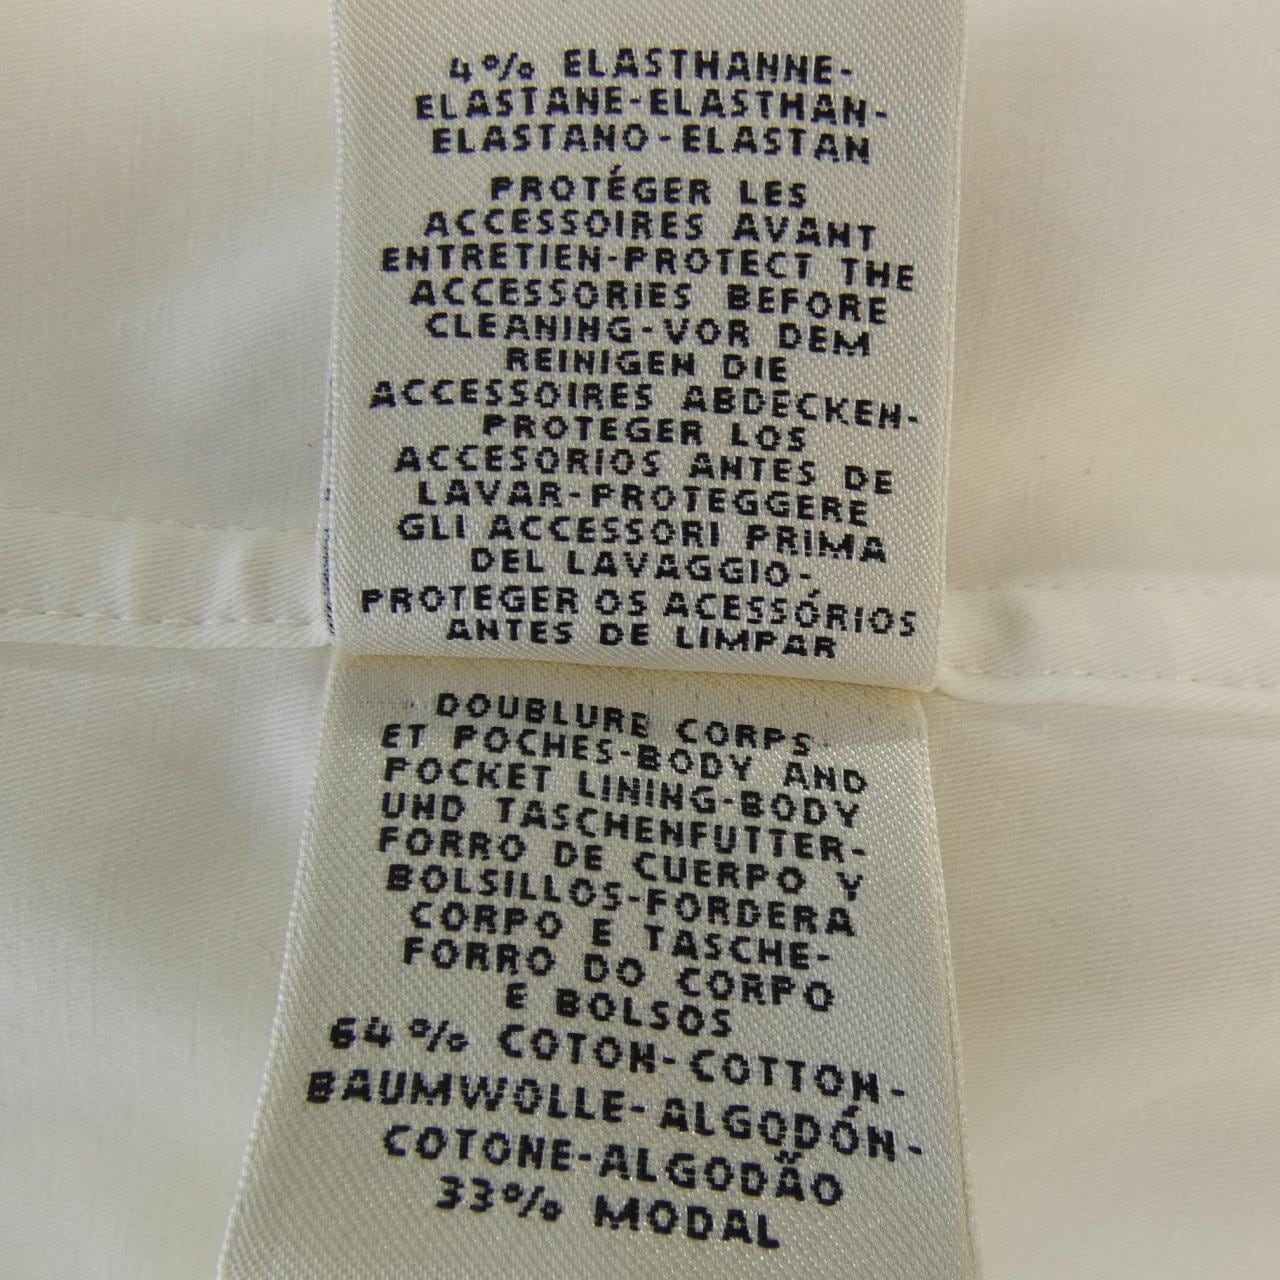 4% ELASTHANNE-
ELASTANE-ELASTHAN-
ELASTANO-ELASTAN
PROTÉGER LES
ACCESSOIRES AVANT
ENTRETIEN-PROTECT THE
ACCESSORIES BEFORE
CLEANING-VOR DEM
REINIGEN DIE
ACCESSOIRES ABDECKEN-
PROTEGER LOS
ACCESORIOS ANTES DE
LAVAR-PROTEGGERE
GLI ACCESSORI PRIMA
DEL LAVAGGIO-
PROTEGER OS ACESSÓRIOS
ANTES DE LIMPAR
DOUBLURE CORPS
ET POCHES-BODY AND
POCKET LINING-BODY
UND TASCHENFUTTER-
FORRO DE CUERPO Y
BOLSILLOS-FORDERA
CORPO E TASCHE-
FORRO DO CORPO
E BOLSOS
64% COTON-COTTON-
BAUMWOLLE-ALGODÓN-
COTONE-ALGODÃO
33% MODAL